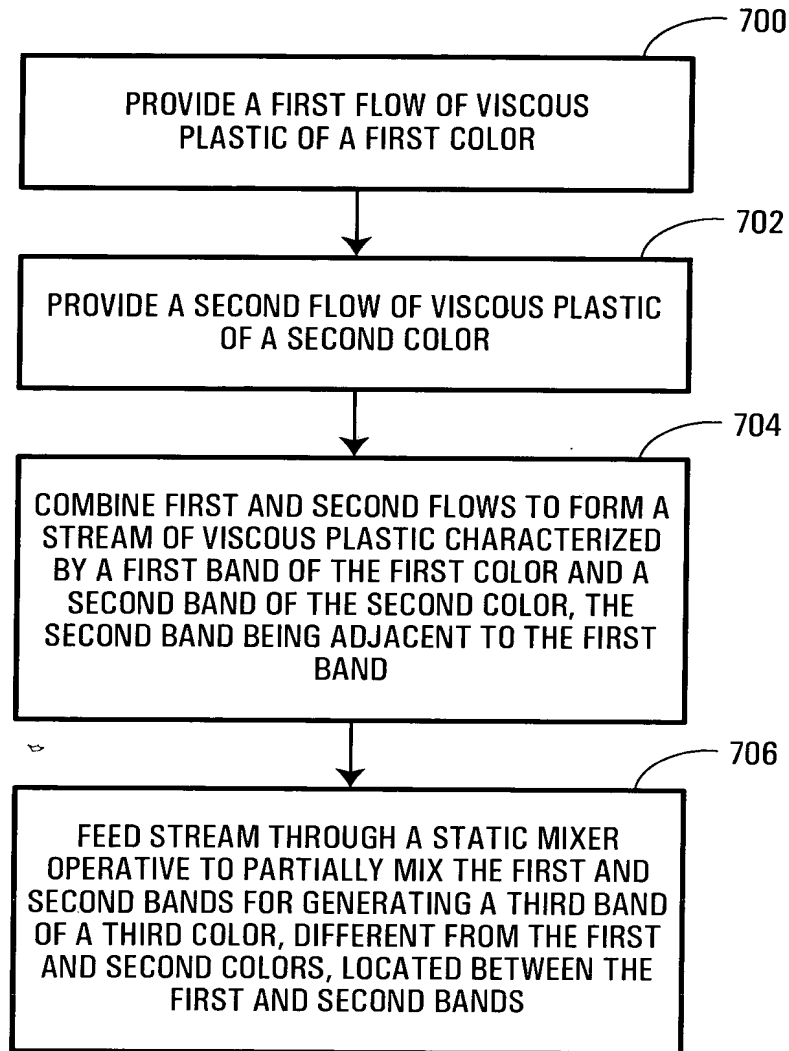 700
PROVIDE A FIRST FLOW OF VISCOUS
PLASTIC OF A FIRST COLOR
702
PROVIDE A SECOND FLOW OF VISCOUS PLASTIC
OF A SECOND COLOR
704
COMBINE FIRST AND SECOND FLOWS TO FORM A
STREAM OF VISCOUS PLASTIC CHARACTERIZED
BY A FIRST BAND OF THE FIRST COLOR AND A
SECOND BAND OF THE SECOND COLOR, THE
SECOND BAND BEING ADJACENT TO THE FIRST
BAND
706
FEED STREAM THROUGH A STATIC MIXER
OPERATIVE TO PARTIALLY MIX THE FIRST AND
SECOND BANDS FOR GENERATING A THIRD BAND
OF A THIRD COLOR, DIFFERENT FROM THE FIRST
AND SECOND COLORS, LOCATED BETWEEN THE
FIRST AND SECOND BANDS